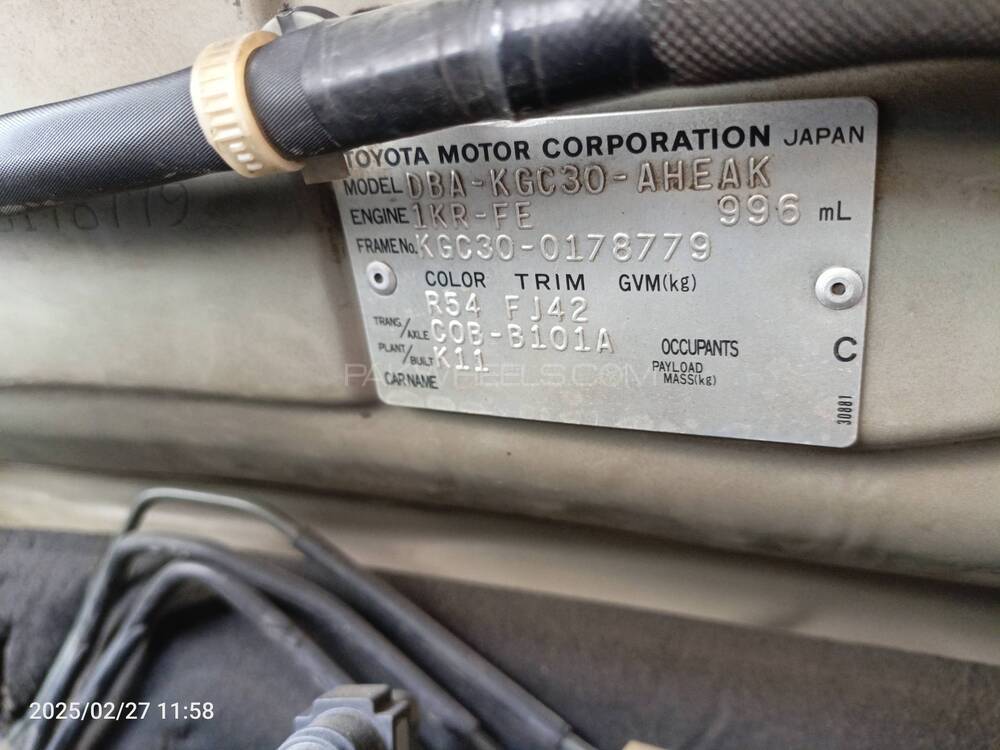 TOYOTA MOTOR CORPORATION JAPAN
MODEL DBA-KGC30-AHEAK
ENGINE 1KR-FE 996 mL
FRAME No. KGC30-0178779
COLOR TRIM GVM(kg)
R54 FJ42
TRANS/AXLE C0B-B101A
OCCUPANTS C
PLANT/BUILT K11
PAYLOAD
MASS(kg)
CAR NAME
30881
PAKWHEELS.COM
2025/02/27 11:58